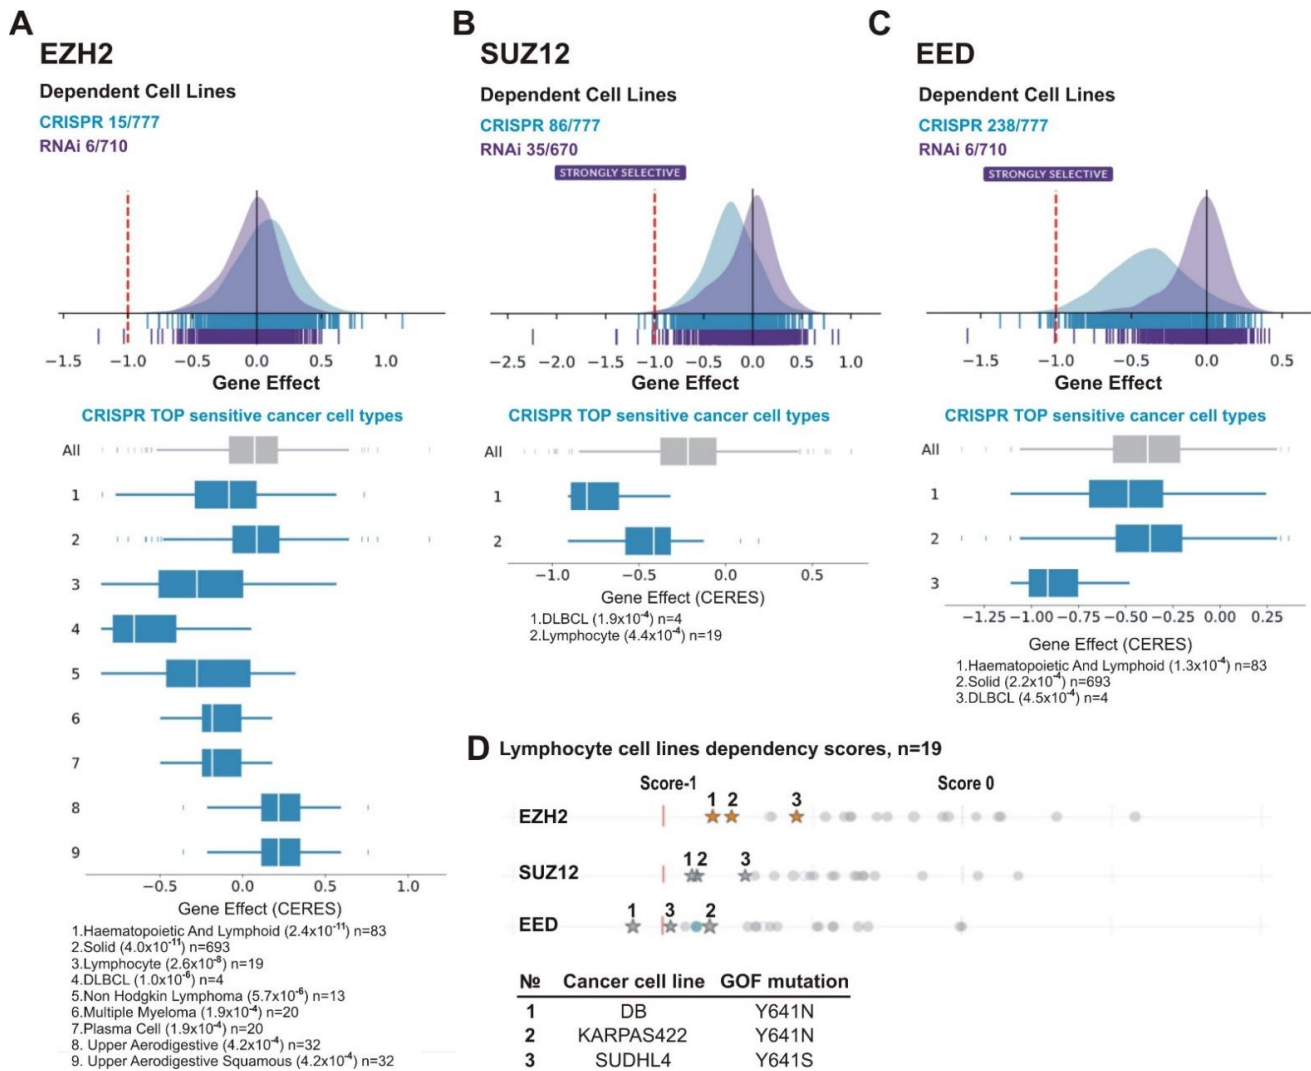 A
EZH2
Dependent Cell Lines
CRISPR 15/777
RNAi 6/710
−1.5 −1.0 −0.5 0.0 0.5 1.0
Gene Effect
CRISPR TOP sensitive cancer cell types
All
1
2
3
4
5
6
7
8
9
−0.5 0.0 0.5 1.0
Gene Effect (CERES)
1.Haematopoietic And Lymphoid (2.4x10⁻¹¹) n=83
2.Solid (4.0x10⁻¹¹) n=693
3.Lymphocyte (2.6x10⁻⁸) n=19
4.DLBCL (1.0x10⁻⁶) n=4
5.Non Hodgkin Lymphoma (5.7x10⁻⁶) n=13
6.Multiple Myeloma (1.9x10⁻⁴) n=20
7.Plasma Cell (1.9x10⁻⁴) n=20
8. Upper Aerodigestive (4.2x10⁻⁴) n=32
9. Upper Aerodigestive Squamous (4.2x10⁻⁴) n=32
B
SUZ12
Dependent Cell Lines
CRISPR 86/777
RNAi 35/670
STRONGLY SELECTIVE
−2.5 −2.0 −1.5 −1.0 −0.5 0.0 0.5 1.0
Gene Effect
CRISPR TOP sensitive cancer cell types
All
1
2
−1.0 −0.5 0.0 0.5
Gene Effect (CERES)
1.DLBCL (1.9x10⁻⁴) n=4
2.Lymphocyte (4.4x10⁻⁴) n=19
C
EED
Dependent Cell Lines
CRISPR 238/777
RNAi 6/710
STRONGLY SELECTIVE
−1.5 −1.0 −0.5 0.0 0.5
Gene Effect
CRISPR TOP sensitive cancer cell types
All
1
2
3
−1.25 −1.00 −0.75 −0.50 −0.25 0.00 0.25
Gene Effect (CERES)
1.Haematopoietic And Lymphoid (1.3x10⁻⁴) n=83
2.Solid (2.2x10⁻⁴) n=693
3.DLBCL (4.5x10⁻⁴) n=4
D Lymphocyte cell lines dependency scores, n=19
Score-1 Score 0
1 2 3
EZH2
1 2 3
SUZ12
1 3 2
EED
№ Cancer cell line GOF mutation
1 DB Y641N
2 KARPAS422 Y641N
3 SUDHL4 Y641S